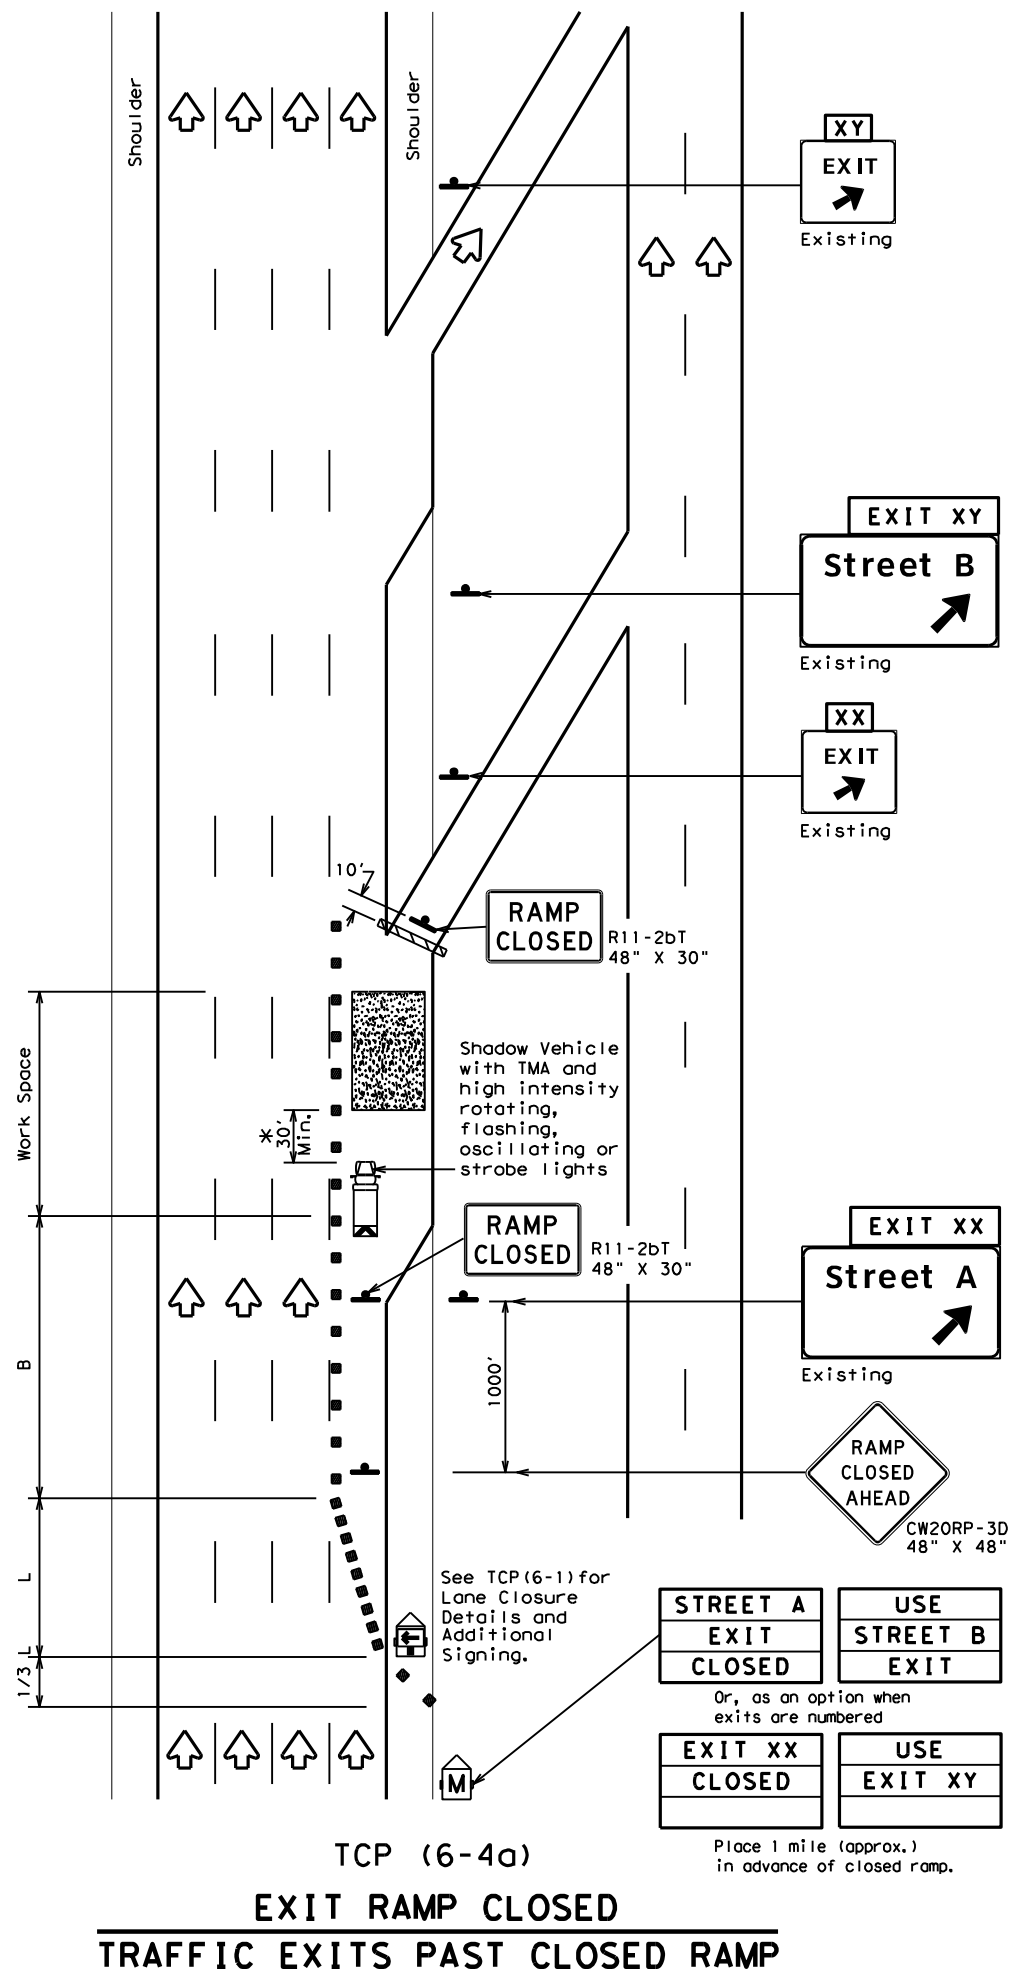 Shoulder
Shoulder
XY
EXIT
Existing
EXIT XY
Street B
Existing
XX
EXIT
Existing
10'
RAMP
CLOSED
R11-2bT
48" X 30"
Work Space
*
30'
Min.
Shadow Vehicle
with TMA and
high intensity
rotating,
flashing,
oscillating or
strobe lights
RAMP
CLOSED
R11-2bT
48" X 30"
EXIT XX
Street A
Existing
B
1000'
RAMP
CLOSED
AHEAD
CW20RP-3D
48" X 48"
L
1/3 L
See TCP(6-1)for
Lane Closure
Details and
Additional
Signing.
STREET A
EXIT
CLOSED
USE
STREET B
EXIT
Or, as an option when
exits are numbered
EXIT XX
CLOSED
USE
EXIT XY
M
Place 1 mile (approx.)
in advance of closed ramp.
TCP (6-4a)
EXIT RAMP CLOSED
TRAFFIC EXITS PAST CLOSED RAMP